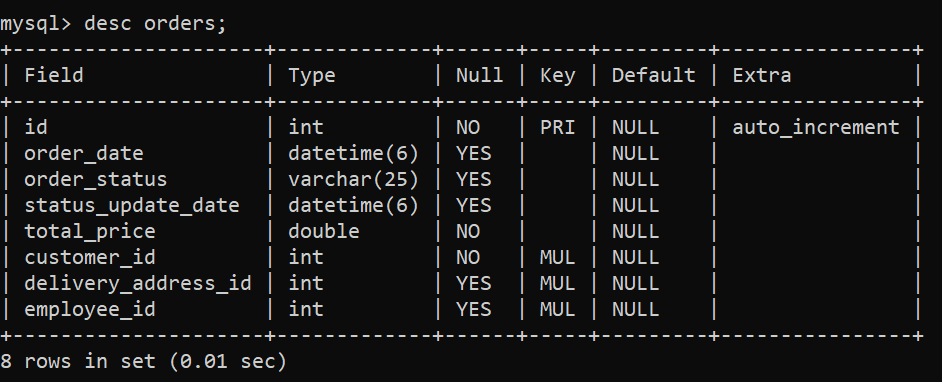 mysql> desc orders;
+---------------------+-------------+------+-----+---------+----------------+
| Field               | Type        | Null | Key | Default | Extra          |
+---------------------+-------------+------+-----+---------+----------------+
| id                  | int         | NO   | PRI | NULL    | auto_increment |
| order_date          | datetime(6) | YES  |     | NULL    |                |
| order_status        | varchar(25) | YES  |     | NULL    |                |
| status_update_date  | datetime(6) | YES  |     | NULL    |                |
| total_price         | double      | NO   |     | NULL    |                |
| customer_id         | int         | NO   | MUL | NULL    |                |
| delivery_address_id | int         | YES  | MUL | NULL    |                |
| employee_id         | int         | YES  | MUL | NULL    |                |
+---------------------+-------------+------+-----+---------+----------------+
8 rows in set (0.01 sec)